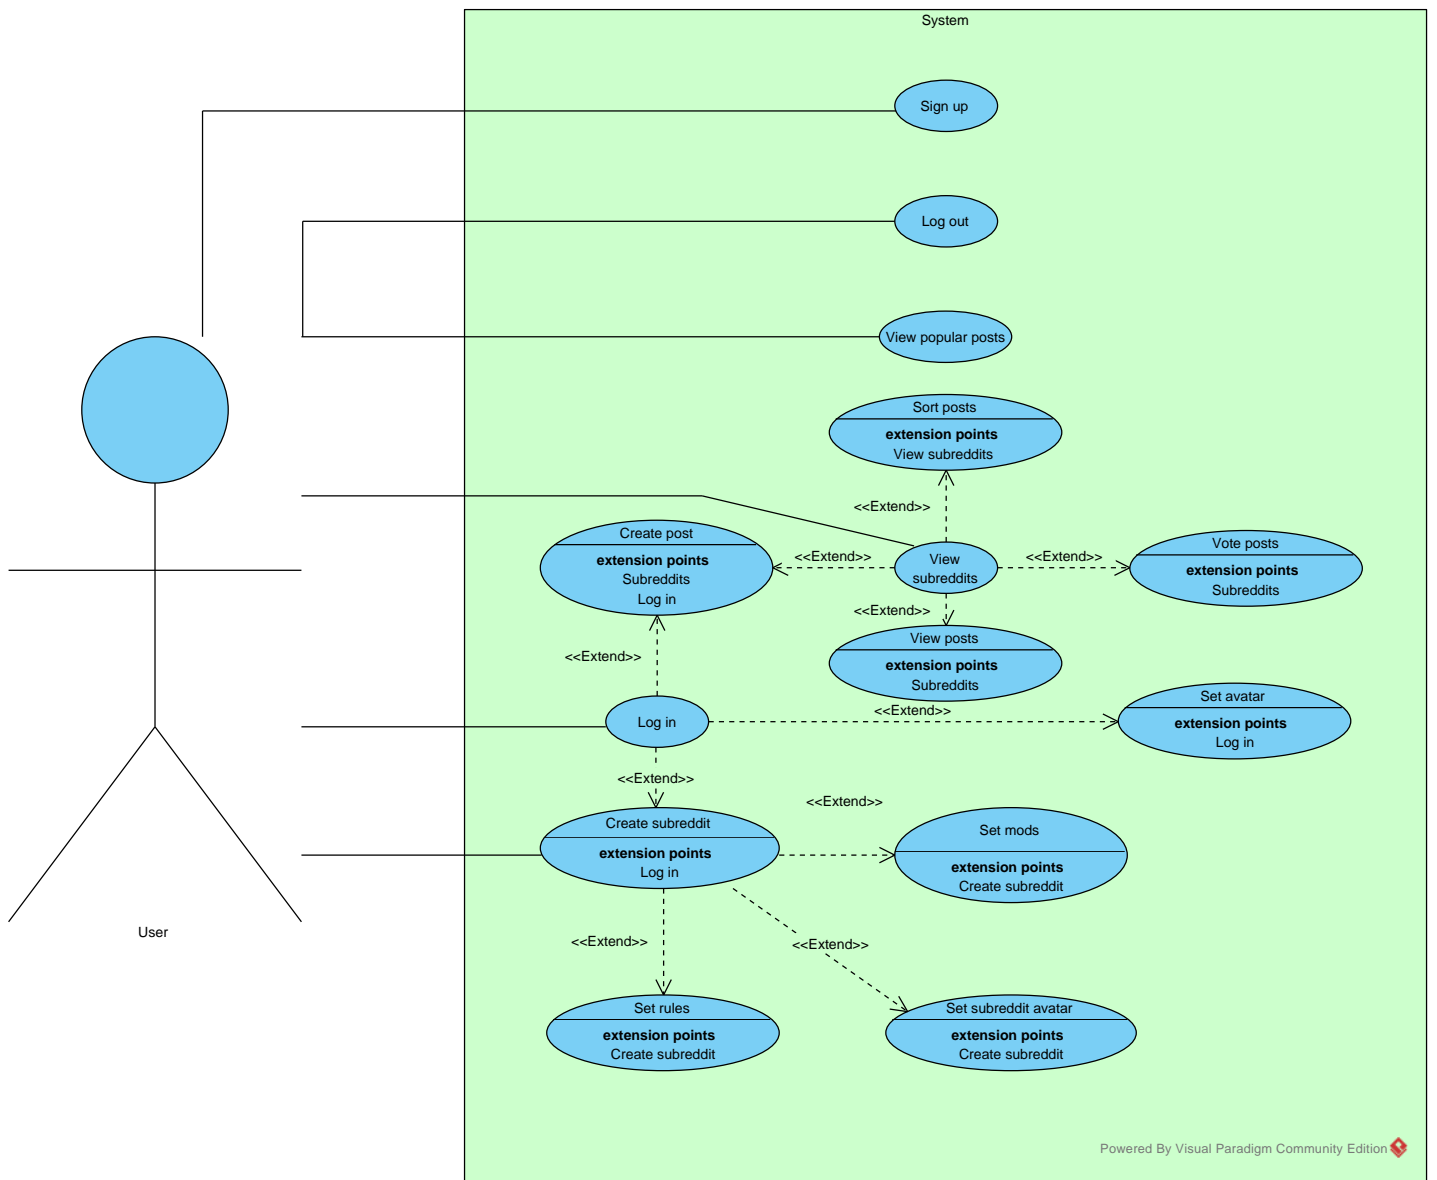 System
Sign up
Log out
View popular posts
Sort posts
extension points
View subreddits
<<Extend>>
Create post
extension points
Subreddits
Log in
<<Extend>>
View
subreddits
<<Extend>>
Vote posts
extension points
Subreddits
<<Extend>>
View posts
extension points
Subreddits
<<Extend>>
Log in
<<Extend>>
Set avatar
extension points
Log in
<<Extend>>
Create subreddit
extension points
Log in
<<Extend>>
Set mods
extension points
Create subreddit
User
<<Extend>>
<<Extend>>
Set rules
extension points
Create subreddit
Set subreddit avatar
extension points
Create subreddit
Powered By Visual Paradigm Community Edition